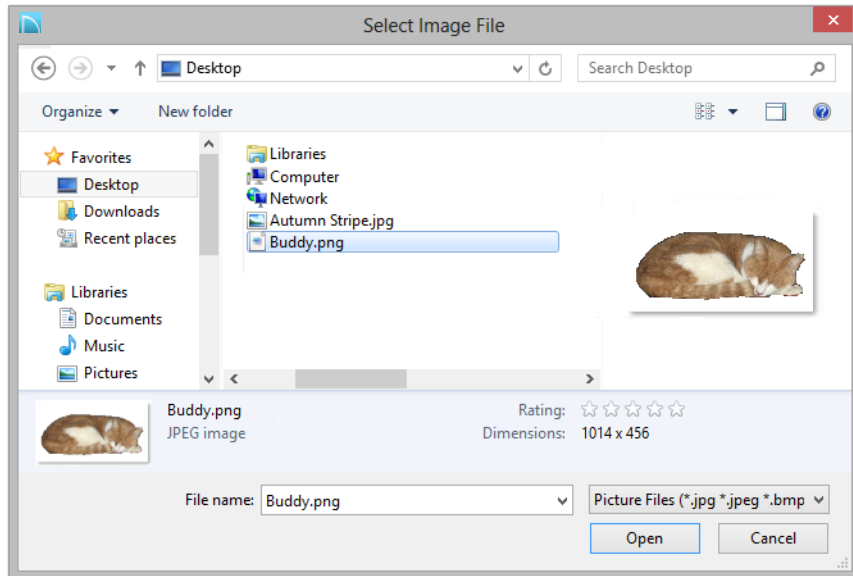 Select Image File
Desktop
Search Desktop
Organize
New folder
Favorites
Desktop
Downloads
Recent places
Libraries
Documents
Music
Pictures
Libraries
Computer
Network
Autumn Stripe.jpg
Buddy.png
Buddy.png
JPEG image
Rating:
Dimensions: 1014 x 456
File name: Buddy.png
Picture Files (*.jpg *.jpeg *.bmp
Open
Cancel